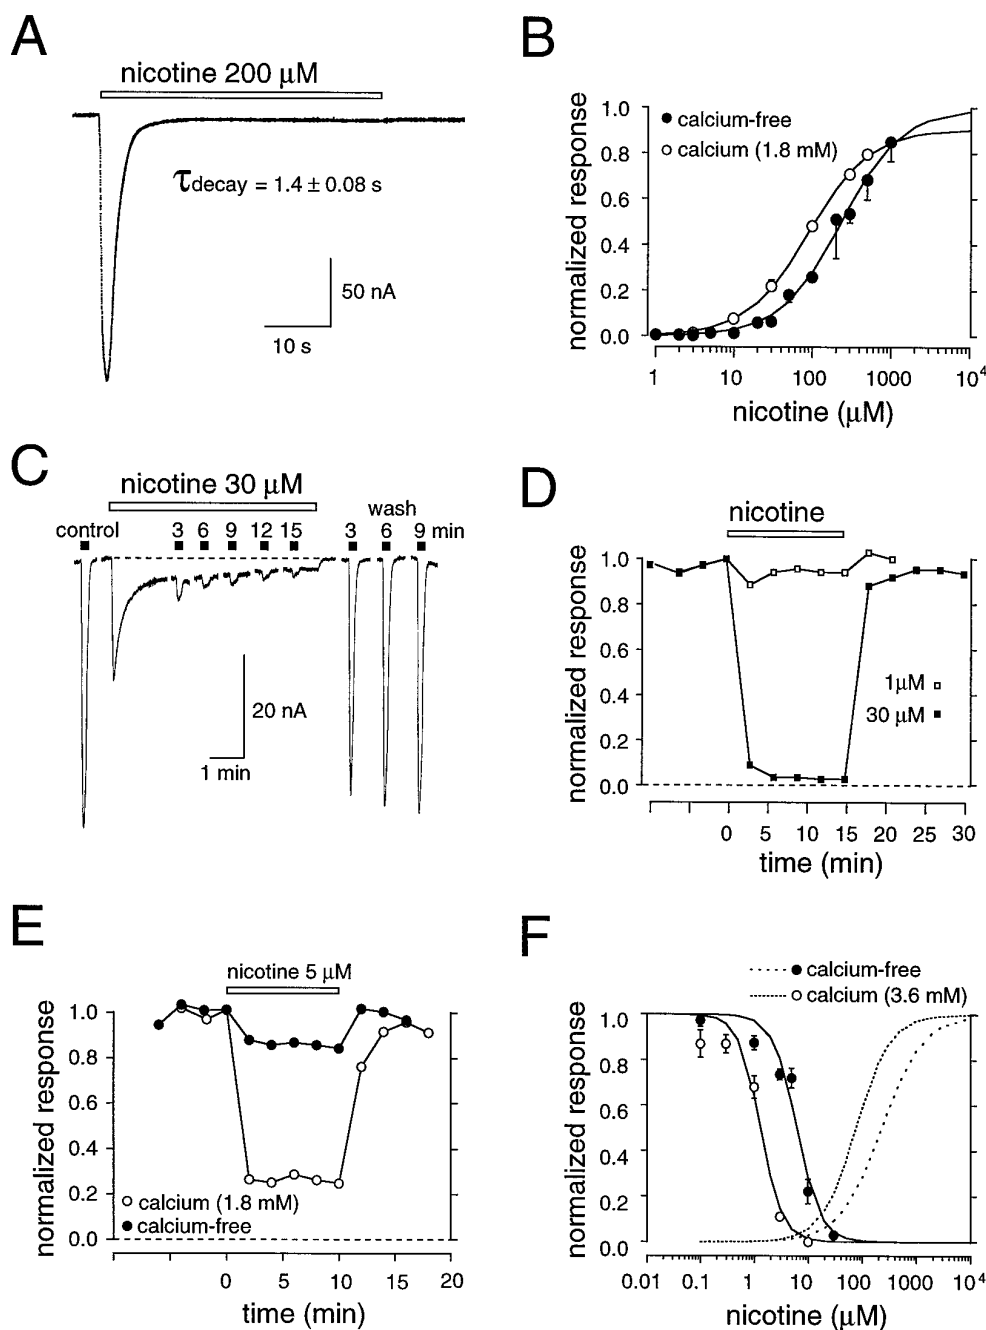 A
nicotine 200 μM
τdecay = 1.4 ± 0.08 s
50 nA
10 s
B
normalized response
1.0
0.8
0.6
0.4
0.2
0.0
calcium-free
calcium (1.8 mM)
1 10 100 1000 10⁴
nicotine (μM)
C
nicotine 30 μM
wash
control 3 6 9 12 15 3 6 9 min
20 nA
1 min
D
nicotine
normalized response
1.0
0.8
0.6
0.4
0.2
0.0
1μM
30 μM
0 5 10 15 20 25 30
time (min)
E
nicotine 5 μM
normalized response
1.0
0.8
0.6
0.4
0.2
0.0
calcium (1.8 mM)
calcium-free
0 5 10 15 20
time (min)
F
calcium-free
calcium (3.6 mM)
normalized response
1.0
0.8
0.6
0.4
0.2
0.0
0.01 0.1 1 10 100 1000 10⁴
nicotine (μM)